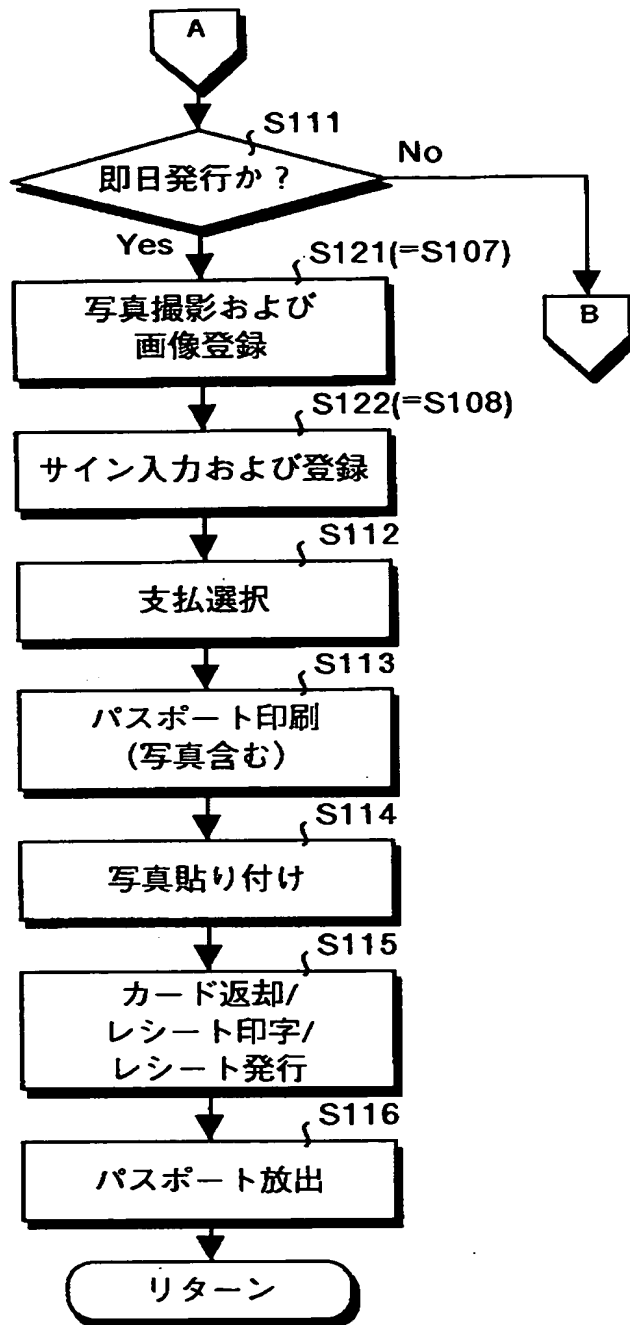 A
S111
即日発行か？
No
Yes
B
S121(=S107)
写真撮影および
画像登録
S122(=S108)
サイン入力および登録
S112
支払選択
S113
パスポート印刷
(写真含む)
S114
写真貼り付け
S115
カード返却/
レシート印字/
レシート発行
S116
パスポート放出
リターン